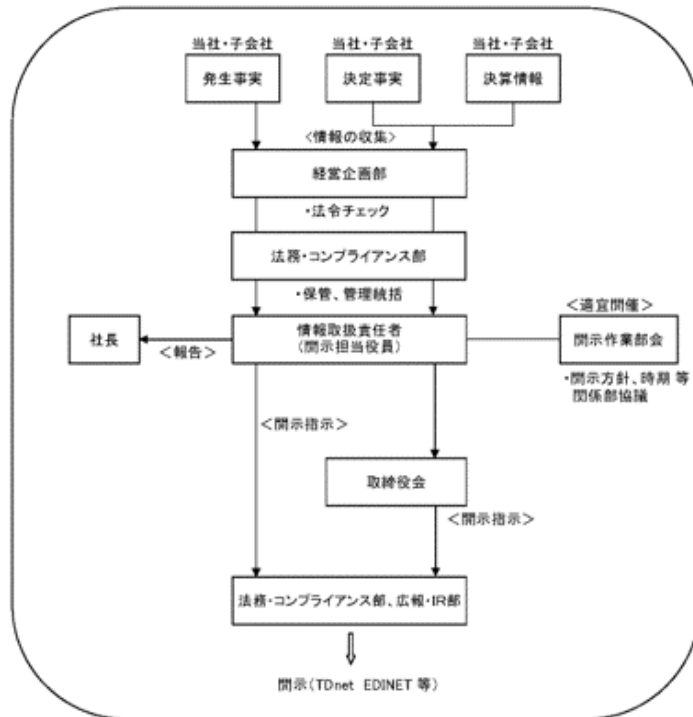 当社・子会社
当社・子会社
当社・子会社
発生事実
決定事実
決算情報
<情報の収集>
経営企画部
・法令チェック
法務・コンプライアンス部
・保管、管理統括
<適宜開催>
社長
情報取扱責任者
(開示担当役員)
開示作業部会
<報告>
・開示方針、時期 等
関係部協議
<開示指示>
取締役会
<開示指示>
法務・コンプライアンス部、広報・IR部
開示(TDnet EDINET 等)